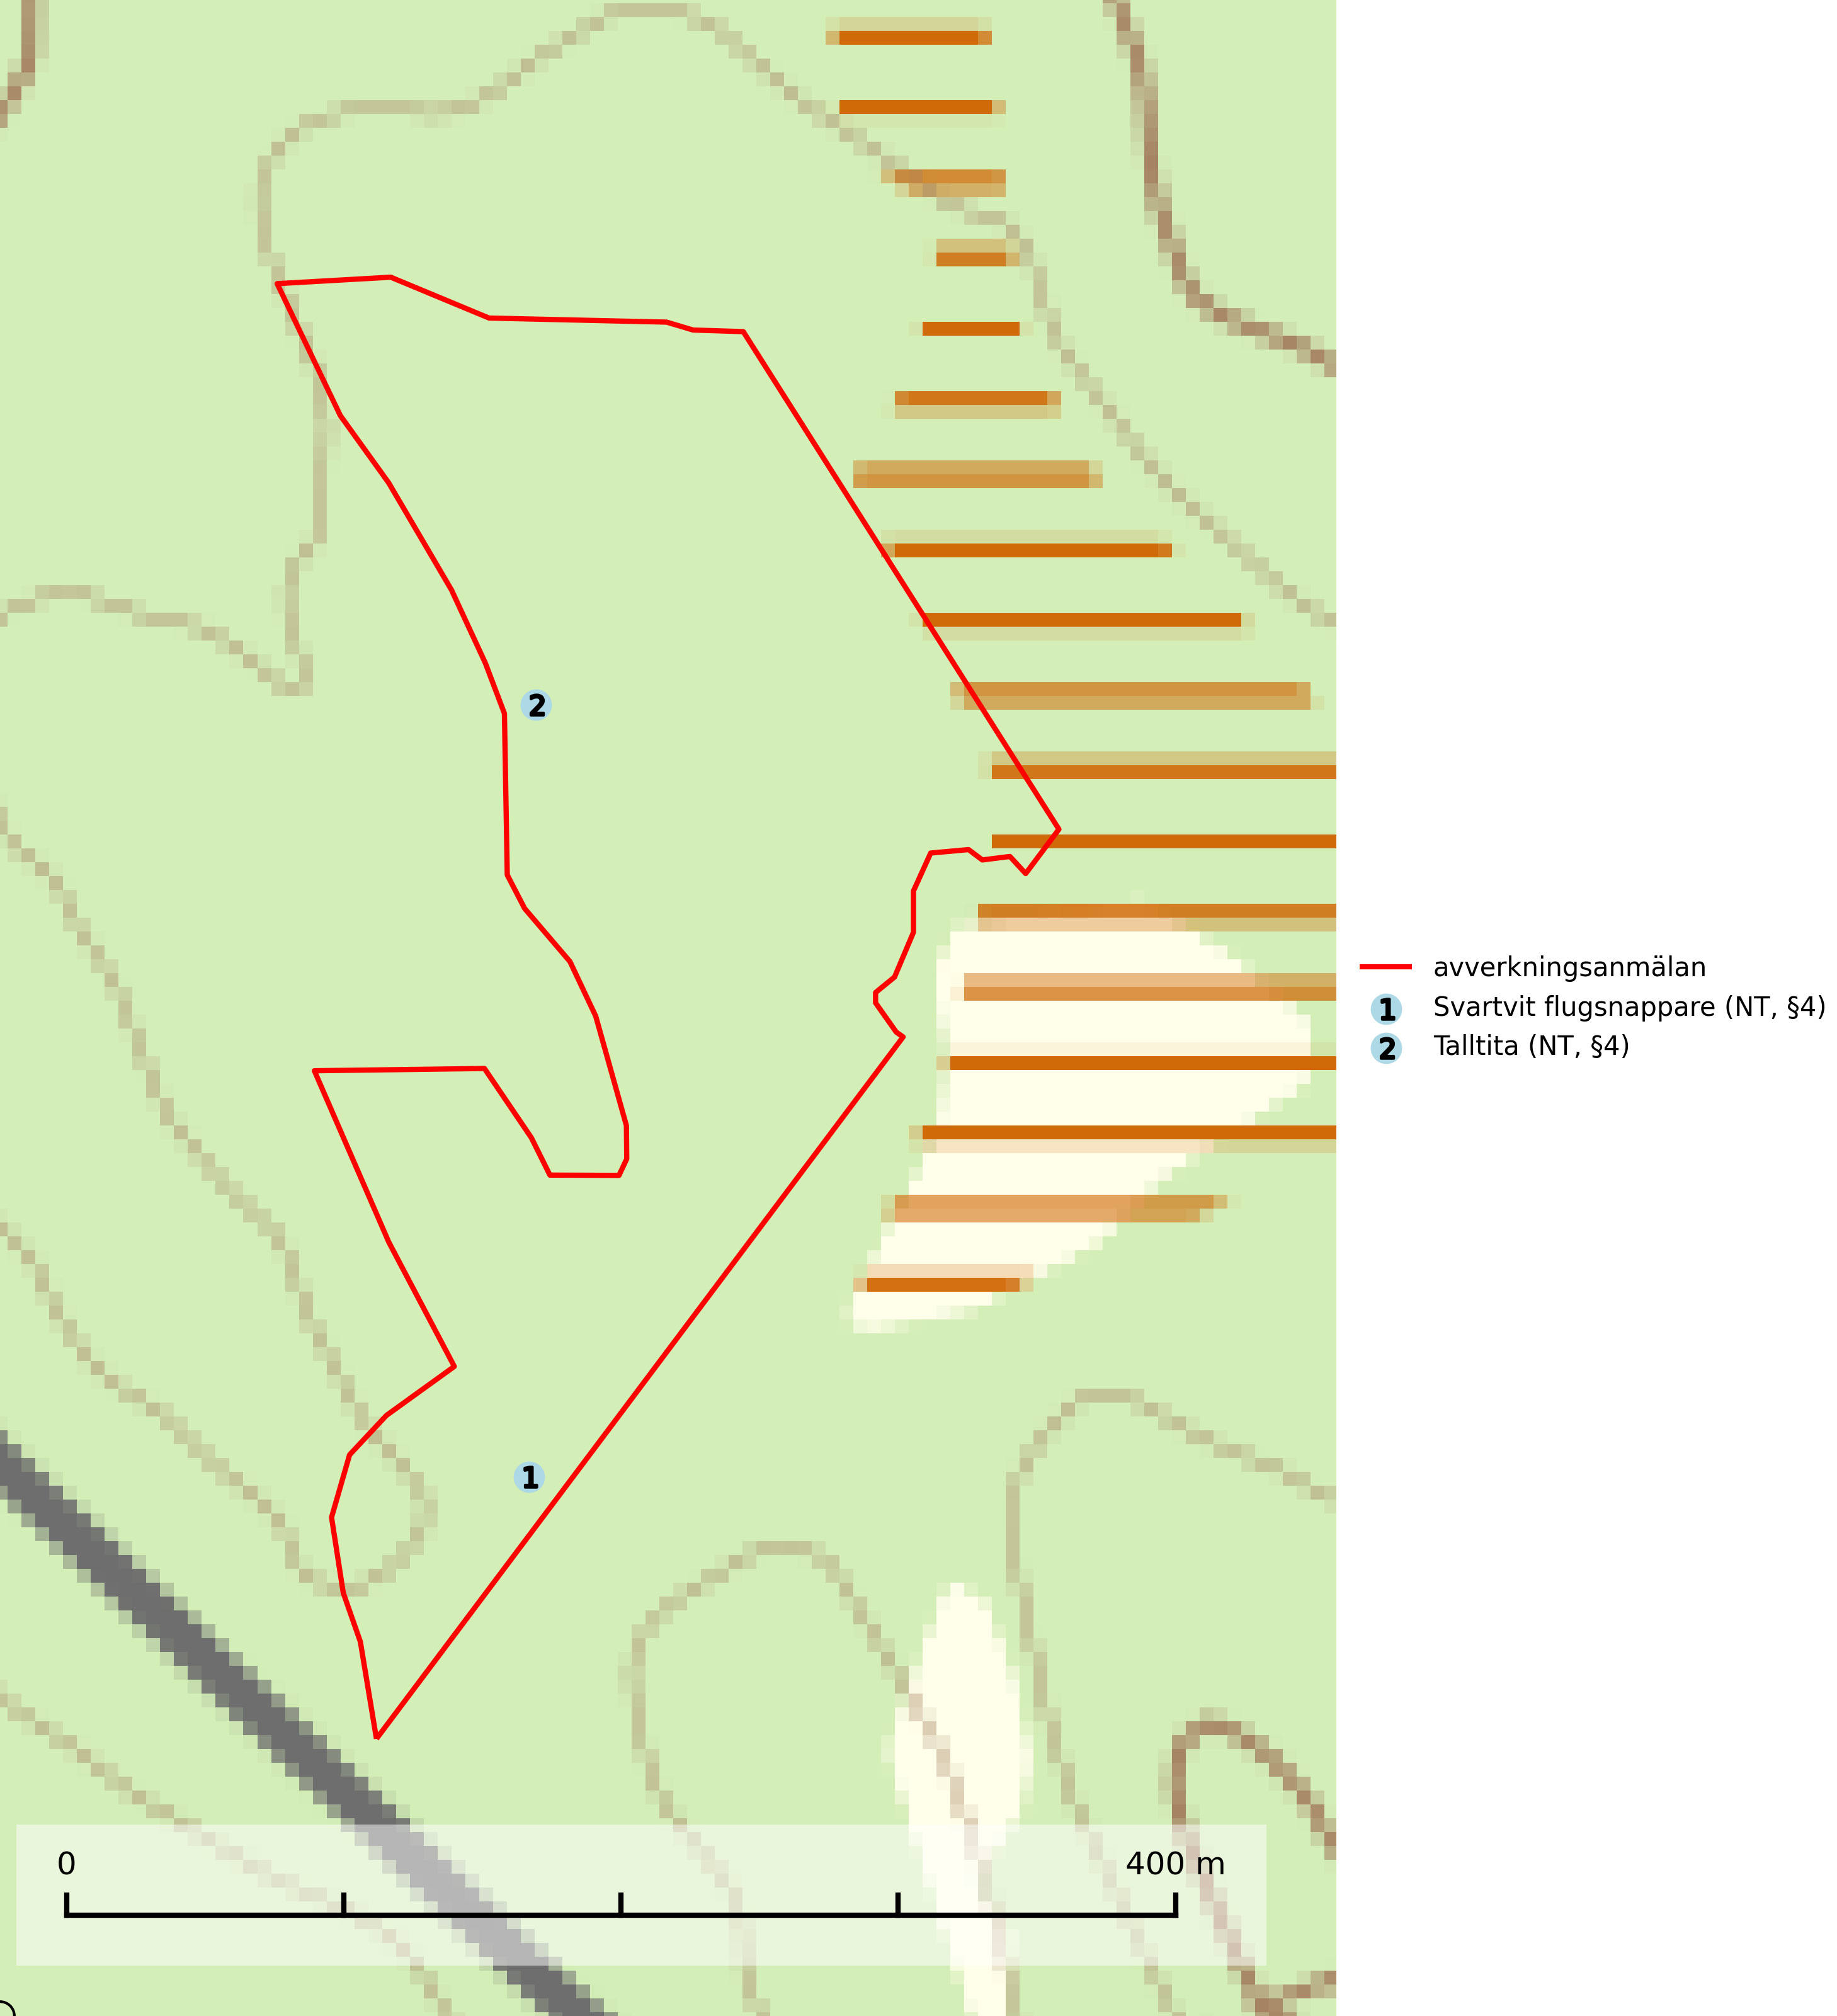 2
1
avverkningsanmälan
1 Svartvit flugsnappare (NT, §4)
2 Talltita (NT, §4)
0 400 m